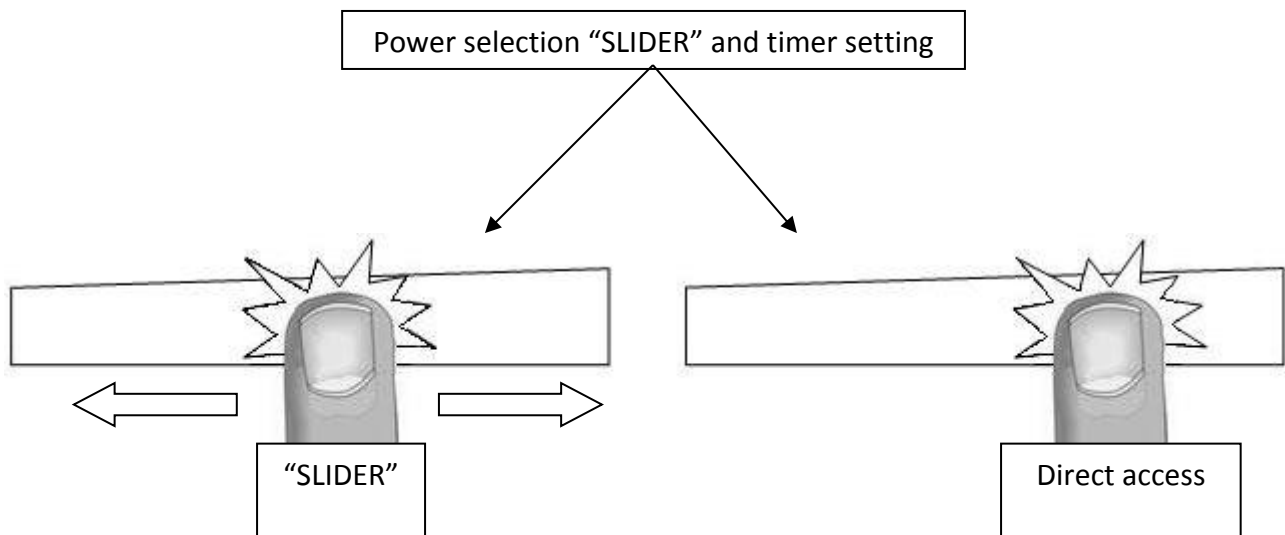 Power selection “SLIDER” and timer setting
“SLIDER”
Direct access